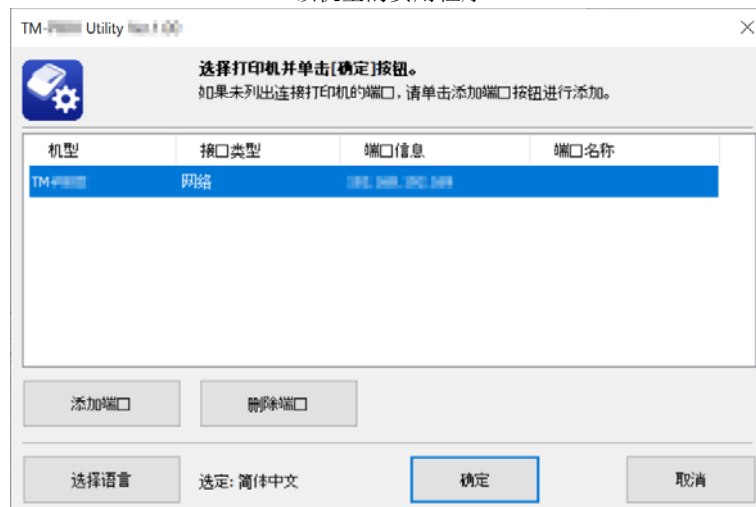 TM- Utility
选择打印机并单击[确定]按钮。
如果未列出连接打印机的端口，请单击添加端口按钮进行添加。
机型 接口类型 端口信息 端口名称
TM- 网络
添加端口 删除端口
选择语言 选定: 简体中文 确定 取消